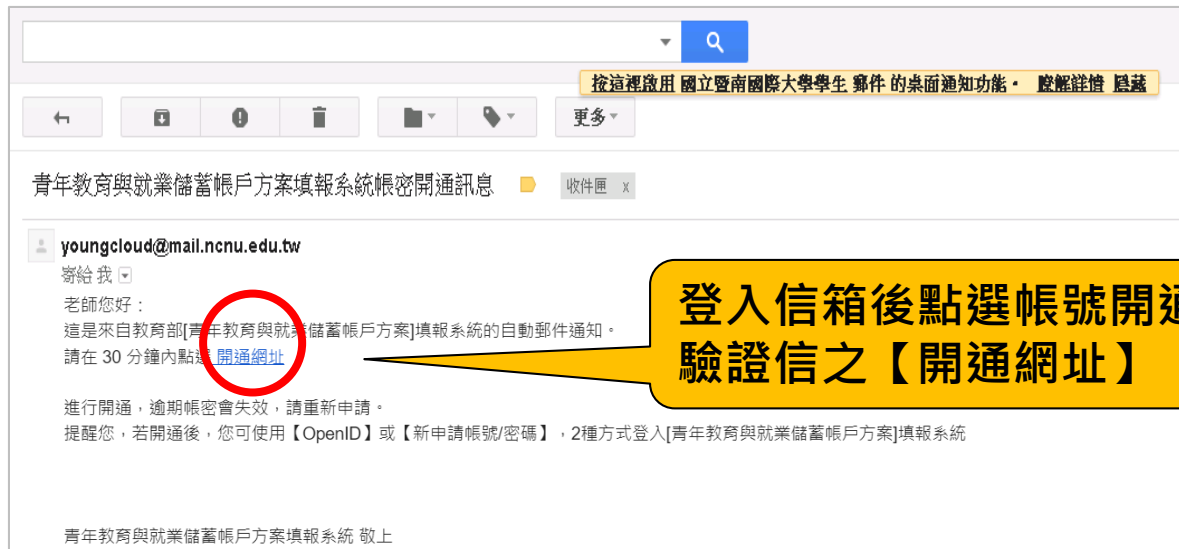 按這裡啟用 國立暨南國際大學學生 郵件 的桌面通知功能。 瞭解詳情 隱藏
更多
青年教育與就業儲蓄帳戶方案填報系統帳密開通訊息 收件匣 x
youngcloud@mail.ncnu.edu.tw
寄給 我
老師您好：
這是來自教育部[青年教育與就業儲蓄帳戶方案]填報系統的自動郵件通知。
請在 30 分鐘內點選 開通網址
登入信箱後點選帳號開通
驗證信之【開通網址】
進行開通，逾期帳密會失效，請重新申請。
提醒您，若開通後，您可使用【OpenID】或【新申請帳號/密碼】，2種方式登入[青年教育與就業儲蓄帳戶方案]填報系統
青年教育與就業儲蓄帳戶方案填報系統 敬上